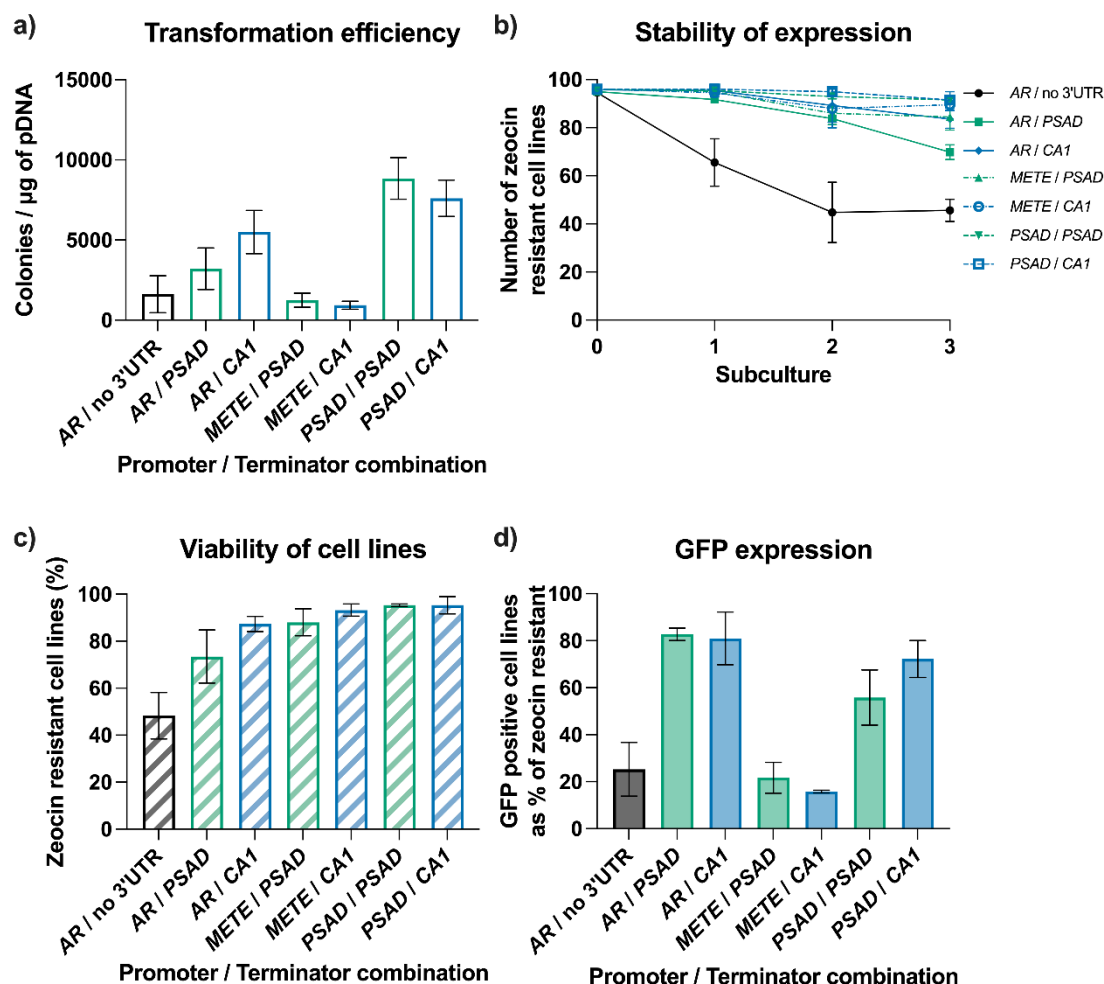 a) Transformation efficiency
Colonies / µg of pDNA
15000
10000
5000
0
AR / no 3'UTR
AR / PSAD
AR / CA1
METE / PSAD
METE / CA1
PSAD / PSAD
PSAD / CA1
Promoter / Terminator combination
b) Stability of expression
Number of zeocin
resistant cell lines
100
80
60
40
20
0
0 1 2 3
Subculture
AR / no 3'UTR
AR / PSAD
AR / CA1
METE / PSAD
METE / CA1
PSAD / PSAD
PSAD / CA1
c) Viability of cell lines
Zeocin resistant cell lines (%)
100
80
60
40
20
0
AR / no 3'UTR
AR / PSAD
AR / CA1
METE / PSAD
METE / CA1
PSAD / PSAD
PSAD / CA1
Promoter / Terminator combination
d) GFP expression
GFP positive cell lines
as % of zeocin resistant
100
80
60
40
20
0
AR / no 3'UTR
AR / PSAD
AR / CA1
METE / PSAD
METE / CA1
PSAD / PSAD
PSAD / CA1
Promoter / Terminator combination